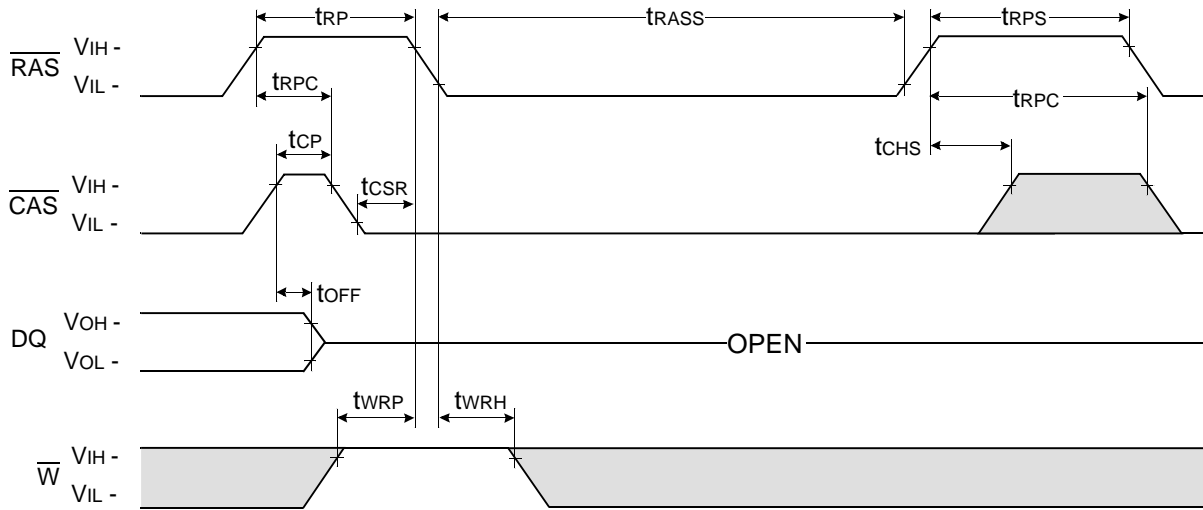 tRP
tRASS
tRPS
RAS
VIH -
VIL -
tRPC
tRPC
tCP
tCHS
CAS
VIH -
VIL -
tCSR
tOFF
DQ
VOH -
VOL -
OPEN
tWRP
tWRH
W
VIH -
VIL -